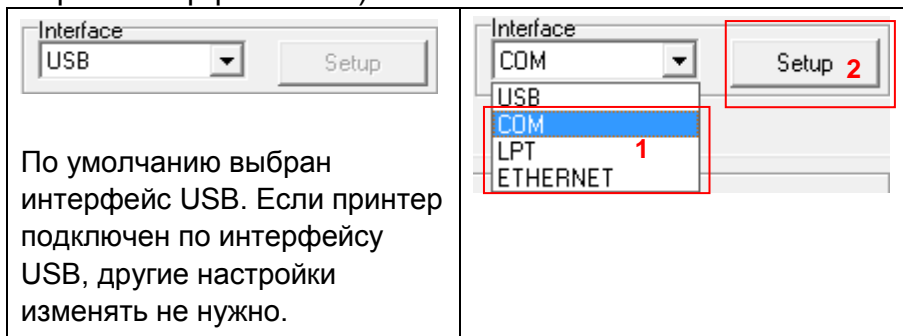 Interface
USB
Setup
По умолчанию выбран
интерфейс USB. Если принтер
подключен по интерфейсу
USB, другие настройки
изменять не нужно.
Interface
COM
Setup 2
USB
COM
LPT 1
ETHERNET